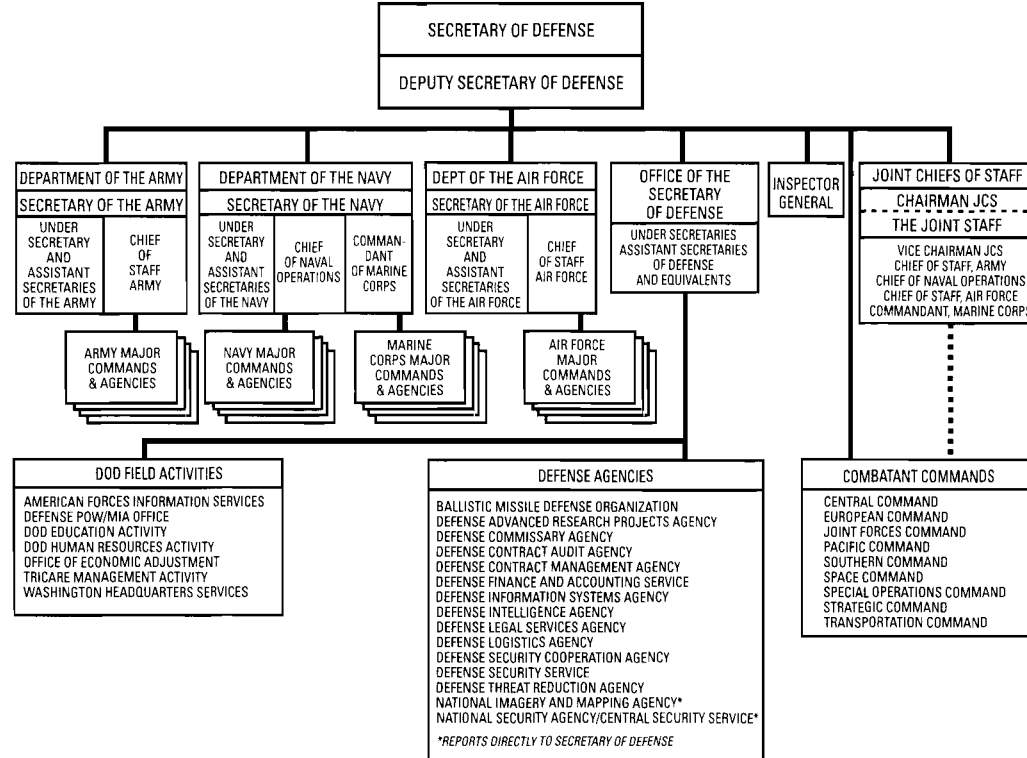 SECRETARY OF DEFENSE
DEPUTY SECRETARY OF DEFENSE
DEPARTMENT OF THE ARMY
SECRETARY OF THE ARMY
UNDER
SECRETARY
AND
ASSISTANT
SECRETARIES
OF THE ARMY
CHIEF
OF
STAFF
ARMY
DEPARTMENT OF THE NAVY
SECRETARY OF THE NAVY
UNDER
SECRETARY
AND
ASSISTANT
SECRETARIES
OF THE NAVY
CHIEF
OF NAVAL
OPERATIONS
COMMAN-
DANT
OF MARINE
CORPS
DEPT OF THE AIR FORCE
SECRETARY OF THE AIR FORCE
UNDER
SECRETARY
AND
ASSISTANT
SECRETARIES
OF THE AIR FORCE
CHIEF
OF STAFF
AIR FORCE
OFFICE OF THE
SECRETARY
OF DEFENSE
UNDER SECRETARIES
ASSISTANT SECRETARIES
OF DEFENSE
AND EQUIVALENTS
INSPECTOR
GENERAL
JOINT CHIEFS OF STAFF
CHAIRMAN JCS
THE JOINT STAFF
VICE CHAIRMAN JCS
CHIEF OF STAFF, ARMY
CHIEF OF NAVAL OPERATIONS
CHIEF OF STAFF, AIR FORCE
COMMANDANT, MARINE CORPS
ARMY MAJOR
COMMANDS
& AGENCIES
NAVY MAJOR
COMMANDS
& AGENCIES
MARINE
CORPS MAJOR
COMMANDS
& AGENCIES
AIR FORCE
MAJOR
COMMANDS
& AGENCIES
DOD FIELD ACTIVITIES
AMERICAN FORCES INFORMATION SERVICES
DEFENSE POW/MIA OFFICE
DOD EDUCATION ACTIVITY
DOD HUMAN RESOURCES ACTIVITY
OFFICE OF ECONOMIC ADJUSTMENT
TRICARE MANAGEMENT ACTIVITY
WASHINGTON HEADQUARTERS SERVICES
DEFENSE AGENCIES
BALLISTIC MISSILE DEFENSE ORGANIZATION
DEFENSE ADVANCED RESEARCH PROJECTS AGENCY
DEFENSE COMMISSARY AGENCY
DEFENSE CONTRACT AUDIT AGENCY
DEFENSE CONTRACT MANAGEMENT AGENCY
DEFENSE FINANCE AND ACCOUNTING SERVICE
DEFENSE INFORMATION SYSTEMS AGENCY
DEFENSE INTELLIGENCE AGENCY
DEFENSE LEGAL SERVICES AGENCY
DEFENSE LOGISTICS AGENCY
DEFENSE SECURITY COOPERATION AGENCY
DEFENSE SECURITY SERVICE
DEFENSE THREAT REDUCTION AGENCY
NATIONAL IMAGERY AND MAPPING AGENCY*
NATIONAL SECURITY AGENCY/CENTRAL SECURITY SERVICE*
*REPORTS DIRECTLY TO SECRETARY OF DEFENSE
COMBATANT COMMANDS
CENTRAL COMMAND
EUROPEAN COMMAND
JOINT FORCES COMMAND
PACIFIC COMMAND
SOUTHERN COMMAND
SPACE COMMAND
SPECIAL OPERATIONS COMMAND
STRATEGIC COMMAND
TRANSPORTATION COMMAND